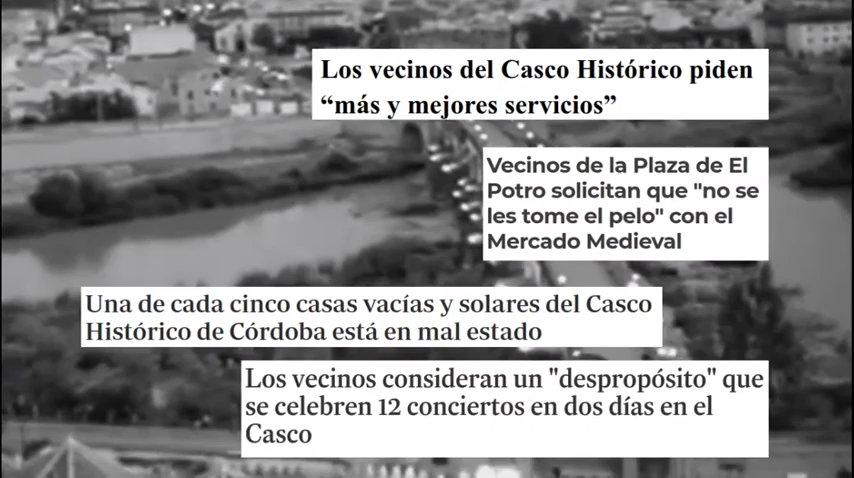 Los vecinos del Casco Histórico piden
“más y mejores servicios”
Vecinos de la Plaza de El
Potro solicitan que "no se
les tome el pelo" con el
Mercado Medieval
Una de cada cinco casas vacías y solares del Casco
Histórico de Córdoba está en mal estado
Los vecinos consideran un "despropósito" que
se celebren 12 conciertos en dos días en el
Casco